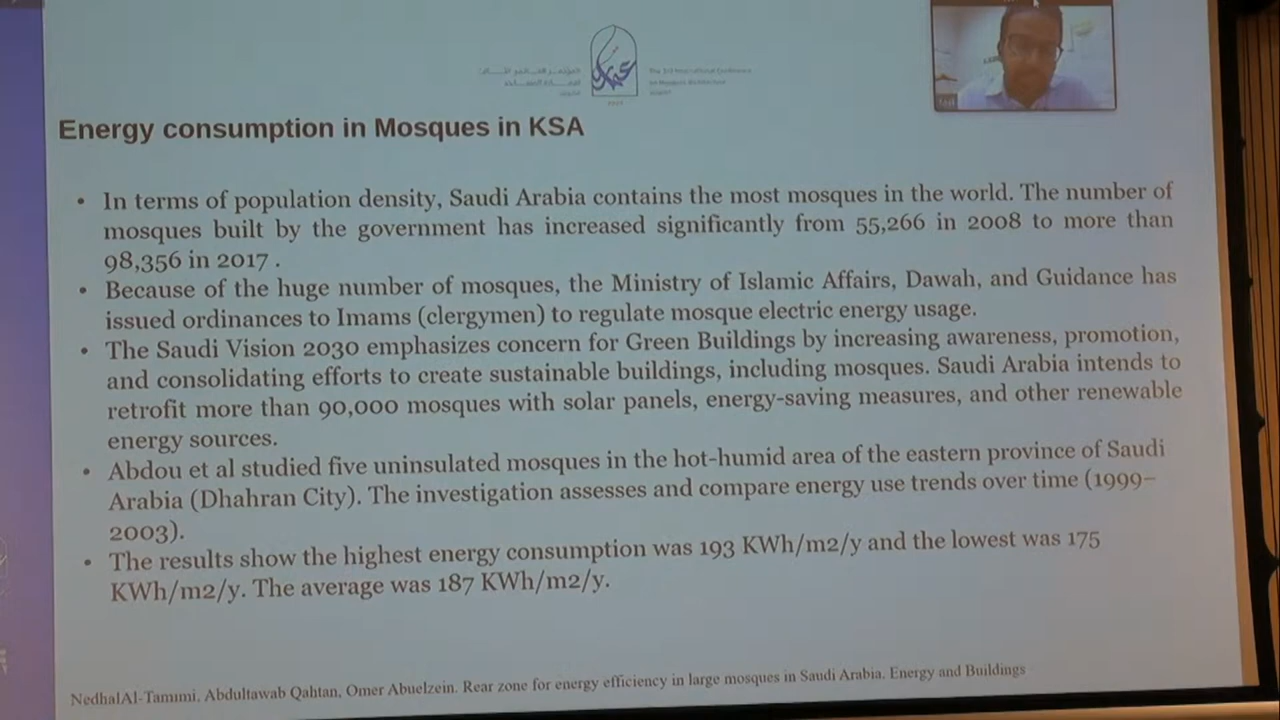 The 3rd International Conference
on Mosque Architecture
Energy consumption in Mosques in KSA
• In terms of population density, Saudi Arabia contains the most mosques in the world. The number of
mosques built by the government has increased significantly from 55,266 in 2008 to more than
98,356 in 2017 .
• Because of the huge number of mosques, the Ministry of Islamic Affairs, Dawah, and Guidance has
issued ordinances to Imams (clergymen) to regulate mosque electric energy usage.
• The Saudi Vision 2030 emphasizes concern for Green Buildings by increasing awareness, promotion,
and consolidating efforts to create sustainable buildings, including mosques. Saudi Arabia intends to
retrofit more than 90,000 mosques with solar panels, energy-saving measures, and other renewable
energy sources.
• Abdou et al studied five uninsulated mosques in the hot-humid area of the eastern province of Saudi
Arabia (Dhahran City). The investigation assesses and compare energy use trends over time (1999–
2003).
• The results show the highest energy consumption was 193 KWh/m2/y and the lowest was 175
KWh/m2/y. The average was 187 KWh/m2/y.
NedhalAl-Tamimi, Abdultawab Qahtan, Omer Abuelzein. Rear zone for energy efficiency in large mosques in Saudi Arabia. Energy and Buildings